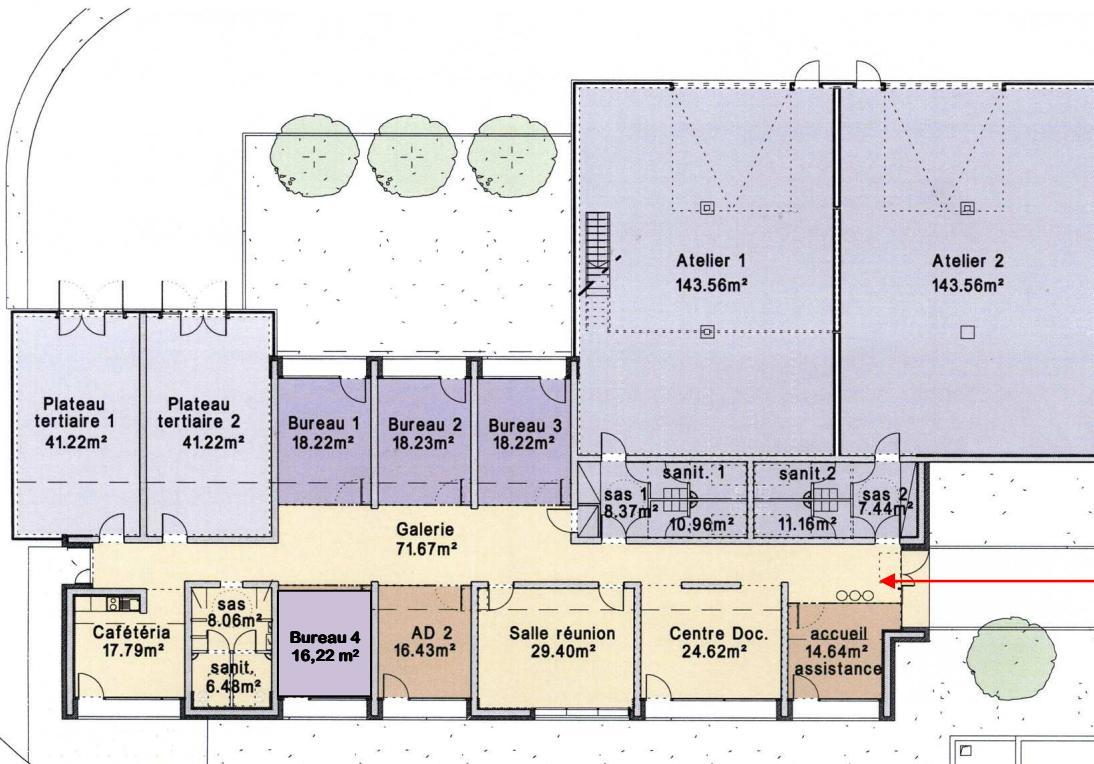 Atelier 1
143.56m²
Atelier 2
143.56m²
Plateau
tertiaire 1
41.22m²
Plateau
tertiaire 2
41.22m²
Bureau 1
18.22m²
Bureau 2
18.23m²
Bureau 3
18.22m²
sanit. 1
10.96m²
sanit.2
11.16m²
sas 1
8.37m²
sas 2
7.44m²
Galerie
71.67m²
Cafétéria
17.79m²
sas
8.06m²
sanit.
6.48m²
Bureau 4
16,22 m²
AD 2
16.43m²
Salle réunion
29.40m²
Centre Doc.
24.62m²
accueil
14.64m²
assistance